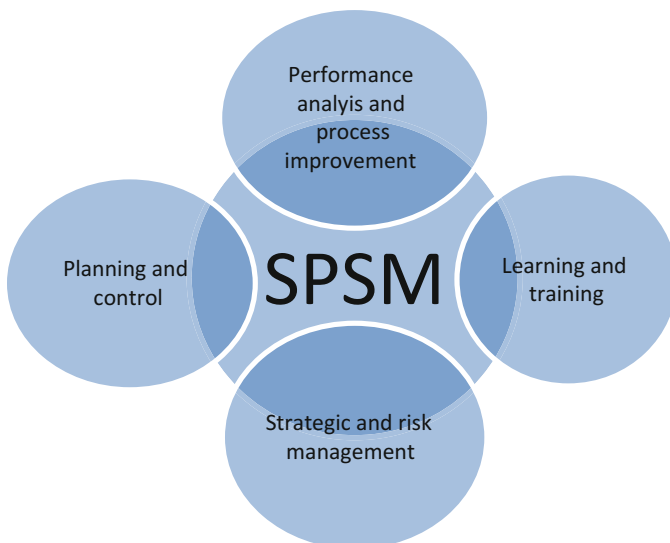 Performance
analyis and
process
improvement
Planning and
control
SPSM
Learning and
training
Strategic and risk
management